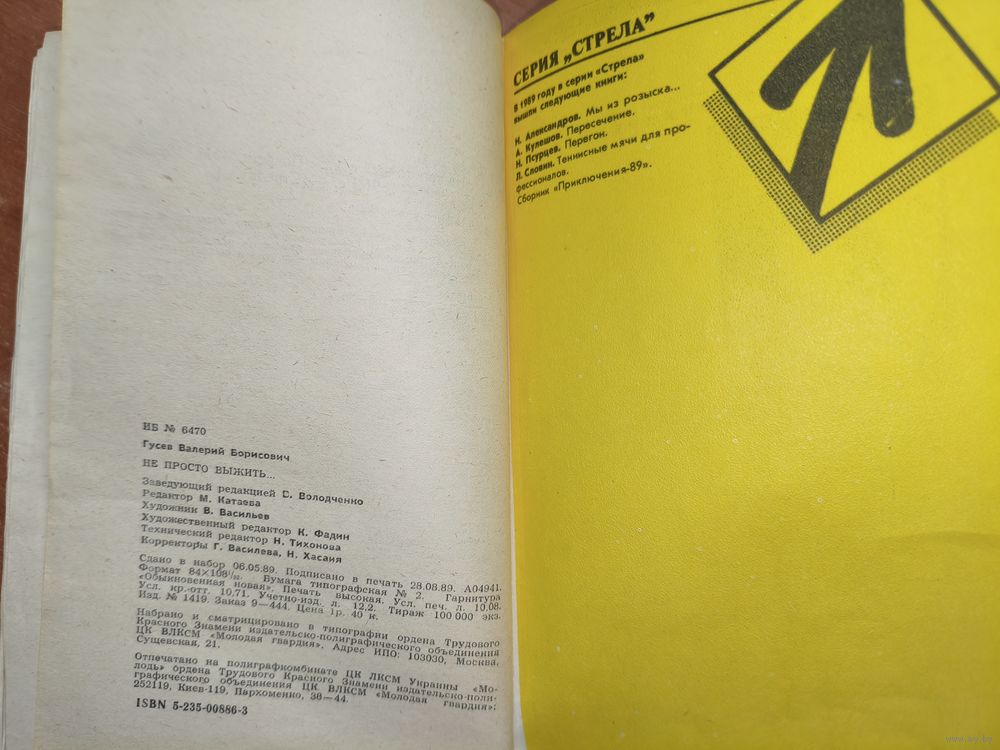 ИБ № 6470
Гусев Валерий Борисович
НЕ ПРОСТО ВЫЖИТЬ...
Заведующий редакцией С. Володченко
Редактор М. Катаева
Художник В. Васильев
Художественный редактор К. Фадин
Технический редактор Н. Тихонова
Корректоры Г. Василева, Н. Хасаия
Сдано в набор 06.05.89. Подписано в печать 28.08.89. А04941.
Формат 84×108¹/₃₂. Бумага типографская № 2. Гарнитура
«Обыкновенная новая». Печать высокая. Усл. печ. л. 10.08.
Усл. кр.-отт. 10.71. Учетно-изд. л. 12.2. Тираж 100 000 экз.
Изд. № 1419. Заказ 9—444. Цена 1р. 40 к.
Набрано и сматрицировано в типографии ордена Трудового
Красного Знамени издательско-полиграфического объединения
ЦК ВЛКСМ «Молодая гвардия». Адрес ИПО: 103030, Москва,
Сущевская, 21.
Отпечатано на полиграфкомбинате ЦК ЛКСМ Украины «Мо-
лодь» ордена Трудового Красного Знамени издательско-поли-
графического объединения ЦК ВЛКСМ «Молодая гвардия»:
252119, Киев-119, Пархоменко, 38—44.
ISBN 5-235-00886-3
СЕРИЯ „СТРЕЛА”
В 1989 году в серии «Стрела»
вышли следующие книги:
Н. Александров. Мы из розыска...
А. Кулешов. Пересечение.
Н. Псурцев. Перегон.
Л. Словин. Теннисные мячи для про-
фессионалов.
Сборник «Приключения-89».